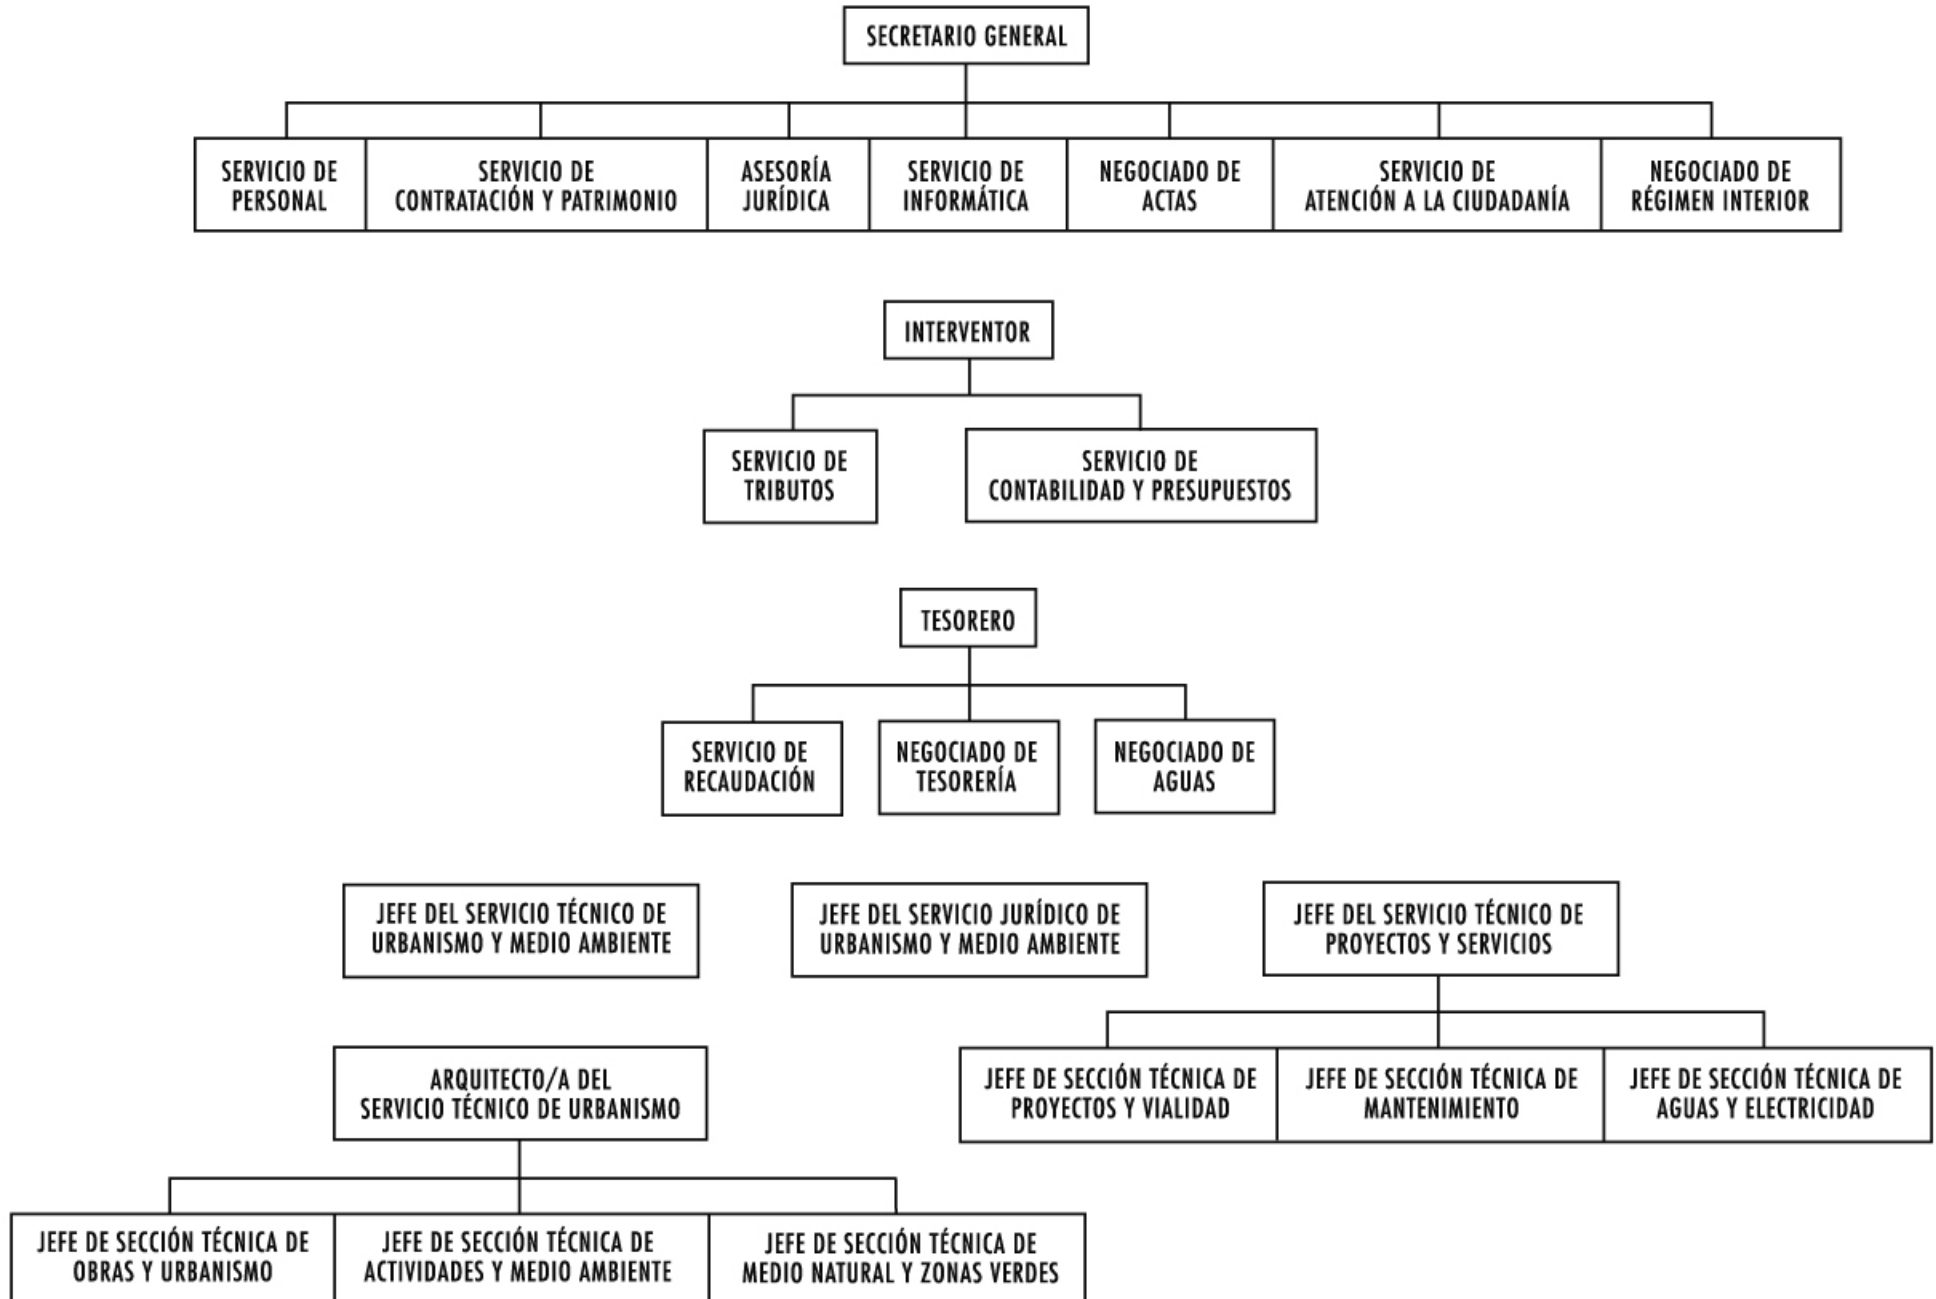 SECRETARIO GENERAL
SERVICIO DE
PERSONAL
SERVICIO DE
CONTRATACIÓN Y PATRIMONIO
ASESORÍA
JURÍDICA
SERVICIO DE
INFORMÁTICA
NEGOCIADO DE
ACTAS
SERVICIO DE
ATENCIÓN A LA CIUDADANÍA
NEGOCIADO DE
RÉGIMEN INTERIOR
INTERVENTOR
SERVICIO DE
TRIBUTOS
SERVICIO DE
CONTABILIDAD Y PRESUPUESTOS
TESORERO
SERVICIO DE
RECAUDACIÓN
NEGOCIADO DE
TESORERÍA
NEGOCIADO DE
AGUAS
JEFE DEL SERVICIO TÉCNICO DE
URBANISMO Y MEDIO AMBIENTE
JEFE DEL SERVICIO JURÍDICO DE
URBANISMO Y MEDIO AMBIENTE
JEFE DEL SERVICIO TÉCNICO DE
PROYECTOS Y SERVICIOS
ARQUITECTO/A DEL
SERVICIO TÉCNICO DE URBANISMO
JEFE DE SECCIÓN TÉCNICA DE
PROYECTOS Y VIALIDAD
JEFE DE SECCIÓN TÉCNICA DE
MANTENIMIENTO
JEFE DE SECCIÓN TÉCNICA DE
AGUAS Y ELECTRICIDAD
JEFE DE SECCIÓN TÉCNICA DE
OBRAS Y URBANISMO
JEFE DE SECCIÓN TÉCNICA DE
ACTIVIDADES Y MEDIO AMBIENTE
JEFE DE SECCIÓN TÉCNICA DE
MEDIO NATURAL Y ZONAS VERDES